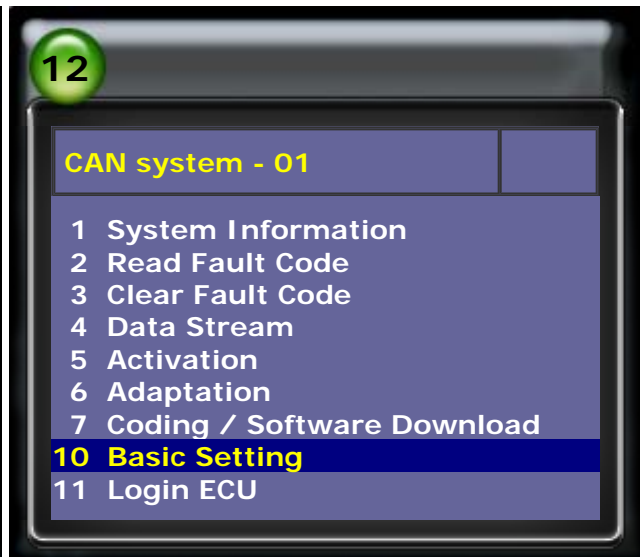 12
CAN system - 01
1 System Information
2 Read Fault Code
3 Clear Fault Code
4 Data Stream
5 Activation
6 Adaptation
7 Coding / Software Download
10 Basic Setting
11 Login ECU